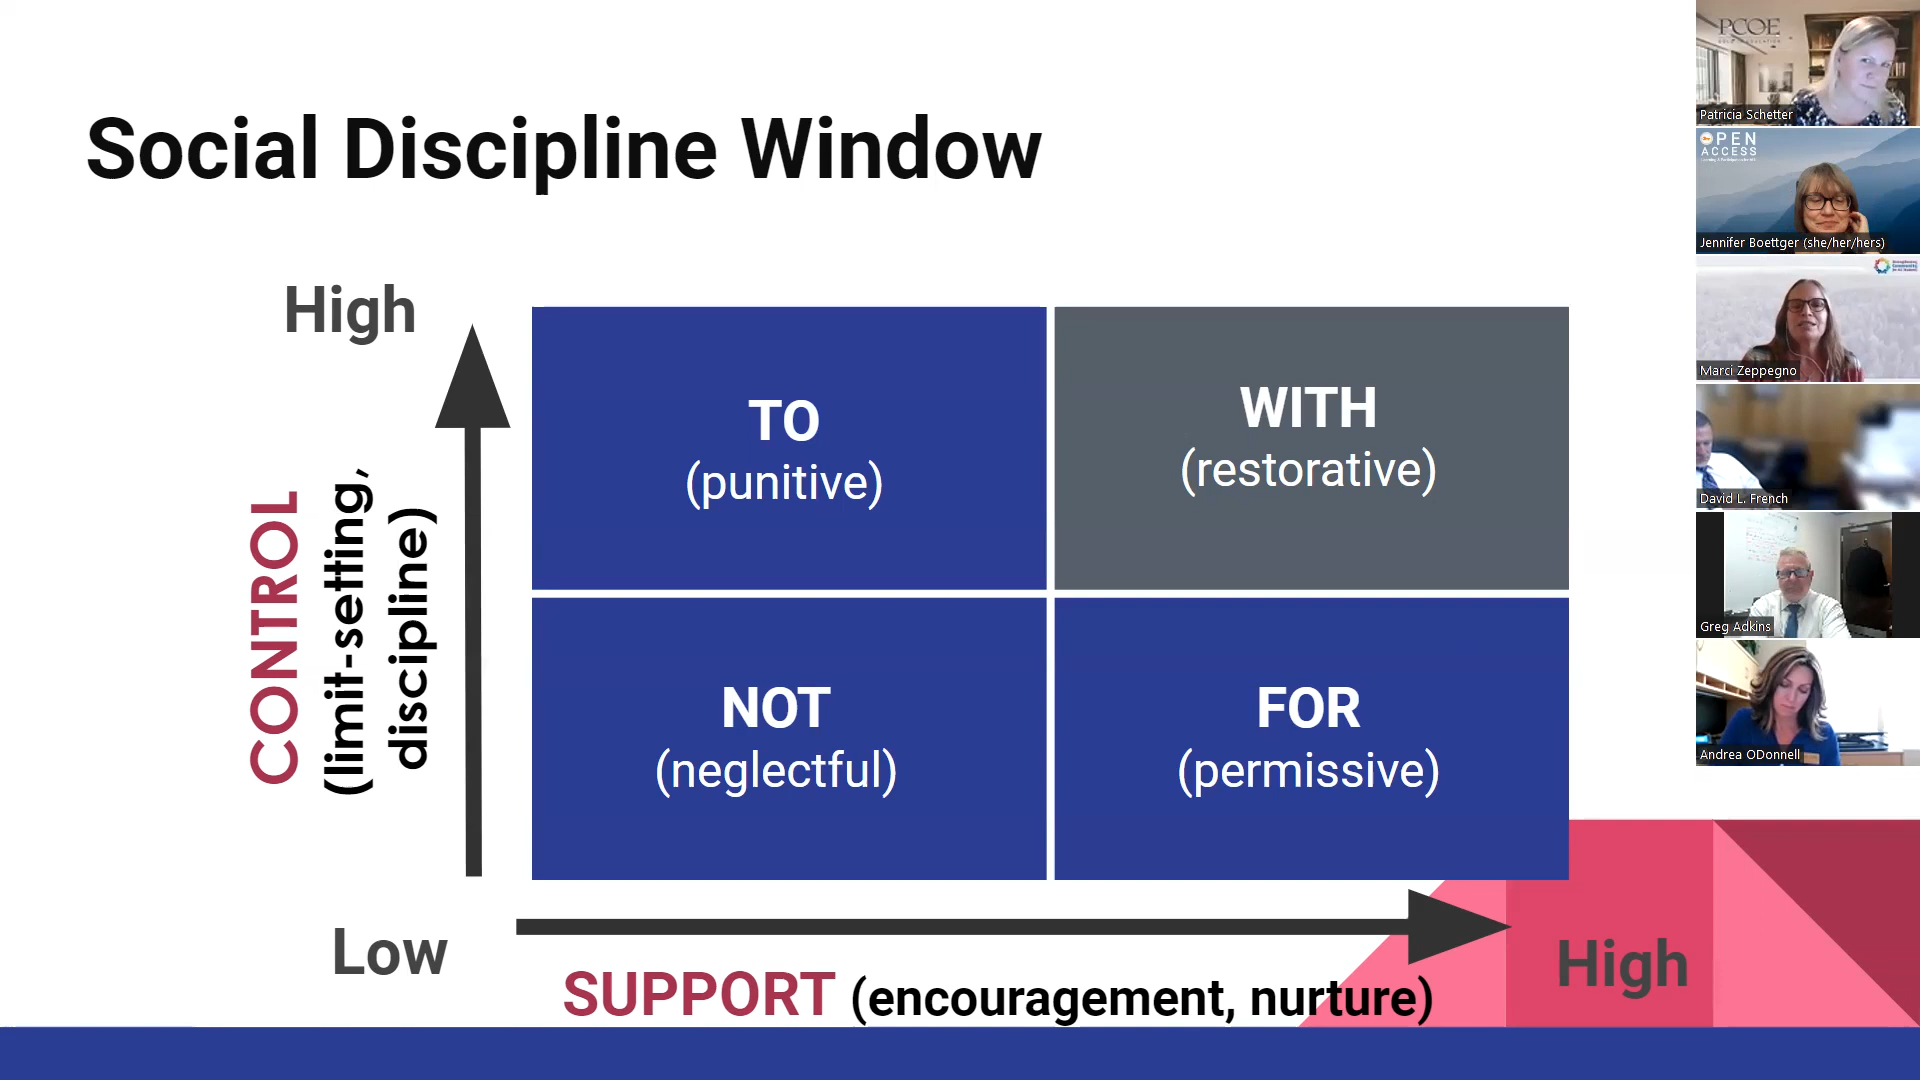 Social Discipline Window
High
CONTROL
(limit-setting,
discipline)
Low
TO
(punitive)
WITH
(restorative)
NOT
(neglectful)
FOR
(permissive)
SUPPORT (encouragement, nurture)
High
PCOE
Patricia Schetter
OPEN
ACCESS
Jennifer Boettger (she/her/hers)
Marci Zeppegno
David L. French
Greg Adkins
Andrea ODonnell